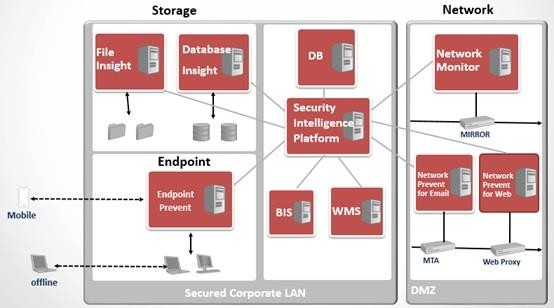 Storage
Network
File
Insight
Database
Insight
DB
Network
Monitor
Security
Intelligence
Platform
MIRROR
Endpoint
Endpoint
Prevent
Network
Prevent
for Email
Network
Prevent
for Web
Mobile
BIS
WMS
MTA
Web Proxy
offline
Secured Corporate LAN
DMZ